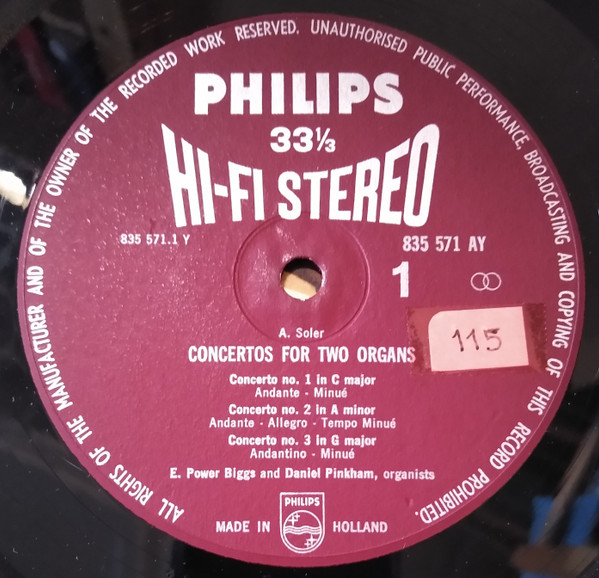 ALL RIGHTS OF THE MANUFACTURER AND OF THE OWNER OF THE RECORDED WORK RESERVED. UNAUTHORISED PUBLIC PERFORMANCE, BROADCASTING AND COPYING OF THIS RECORD PROHIBITED.
PHILIPS
33⅓
HI-FI STEREO
835 571.1 Y
835 571 AY
1
A. Soler
CONCERTOS FOR TWO ORGANS
115
Concerto no. 1 in C major
Andante - Minué
Concerto no. 2 in A minor
Andante - Allegro - Tempo Minué
Concerto no. 3 in G major
Andantino - Minué
E. Power Biggs and Daniel Pinkham, organists
PHILIPS
MADE IN HOLLAND